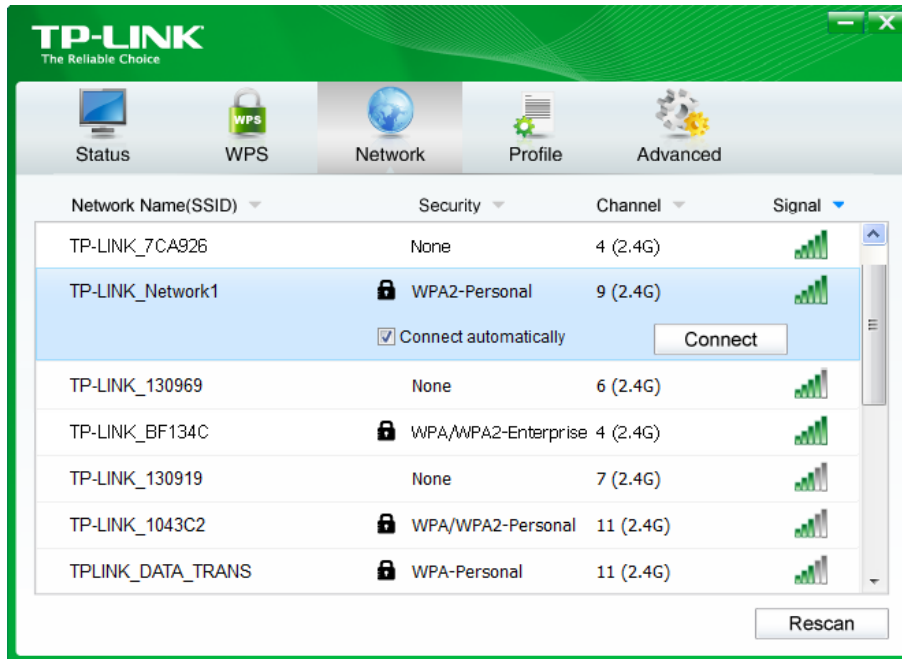 TP-LINK
The Reliable Choice
WPS
Status WPS Network Profile Advanced
Network Name(SSID) Security Channel Signal
TP-LINK_7CA926 None 4 (2.4G)
TP-LINK_Network1 WPA2-Personal 9 (2.4G)
Connect automatically Connect
TP-LINK_130969 None 6 (2.4G)
TP-LINK_BF134C WPA/WPA2-Enterprise 4 (2.4G)
TP-LINK_130919 None 7 (2.4G)
TP-LINK_1043C2 WPA/WPA2-Personal 11 (2.4G)
TPLINK_DATA_TRANS WPA-Personal 11 (2.4G)
Rescan